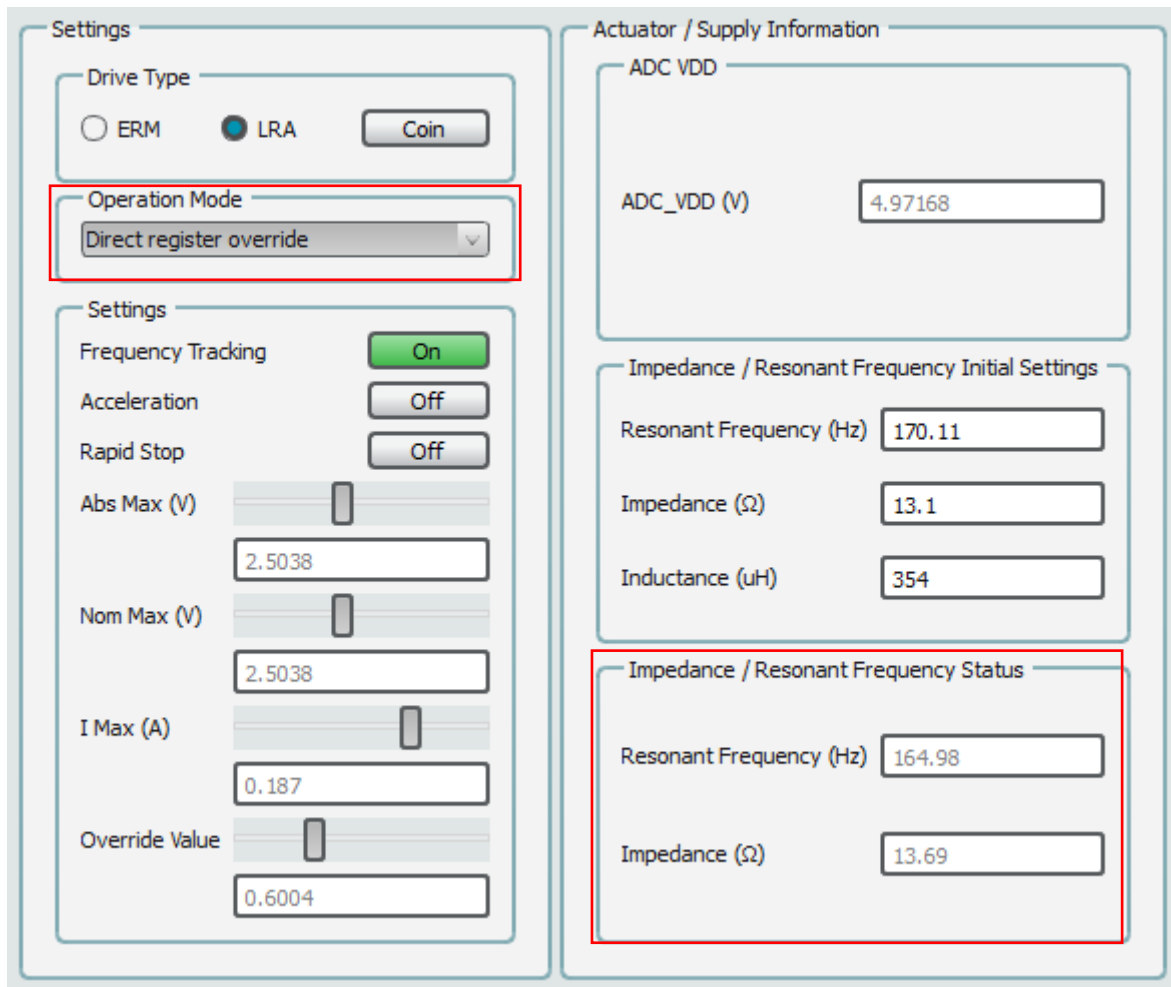 Settings
Drive Type
ERM LRA Coin
Operation Mode
Direct register override
Settings
Frequency Tracking On
Acceleration Off
Rapid Stop Off
Abs Max (V)
2.5038
Nom Max (V)
2.5038
I Max (A)
0.187
Override Value
0.6004
Actuator / Supply Information
ADC VDD
ADC_VDD (V) 4.97168
Impedance / Resonant Frequency Initial Settings
Resonant Frequency (Hz) 170.11
Impedance (Ω) 13.1
Inductance (uH) 354
Impedance / Resonant Frequency Status
Resonant Frequency (Hz) 164.98
Impedance (Ω) 13.69